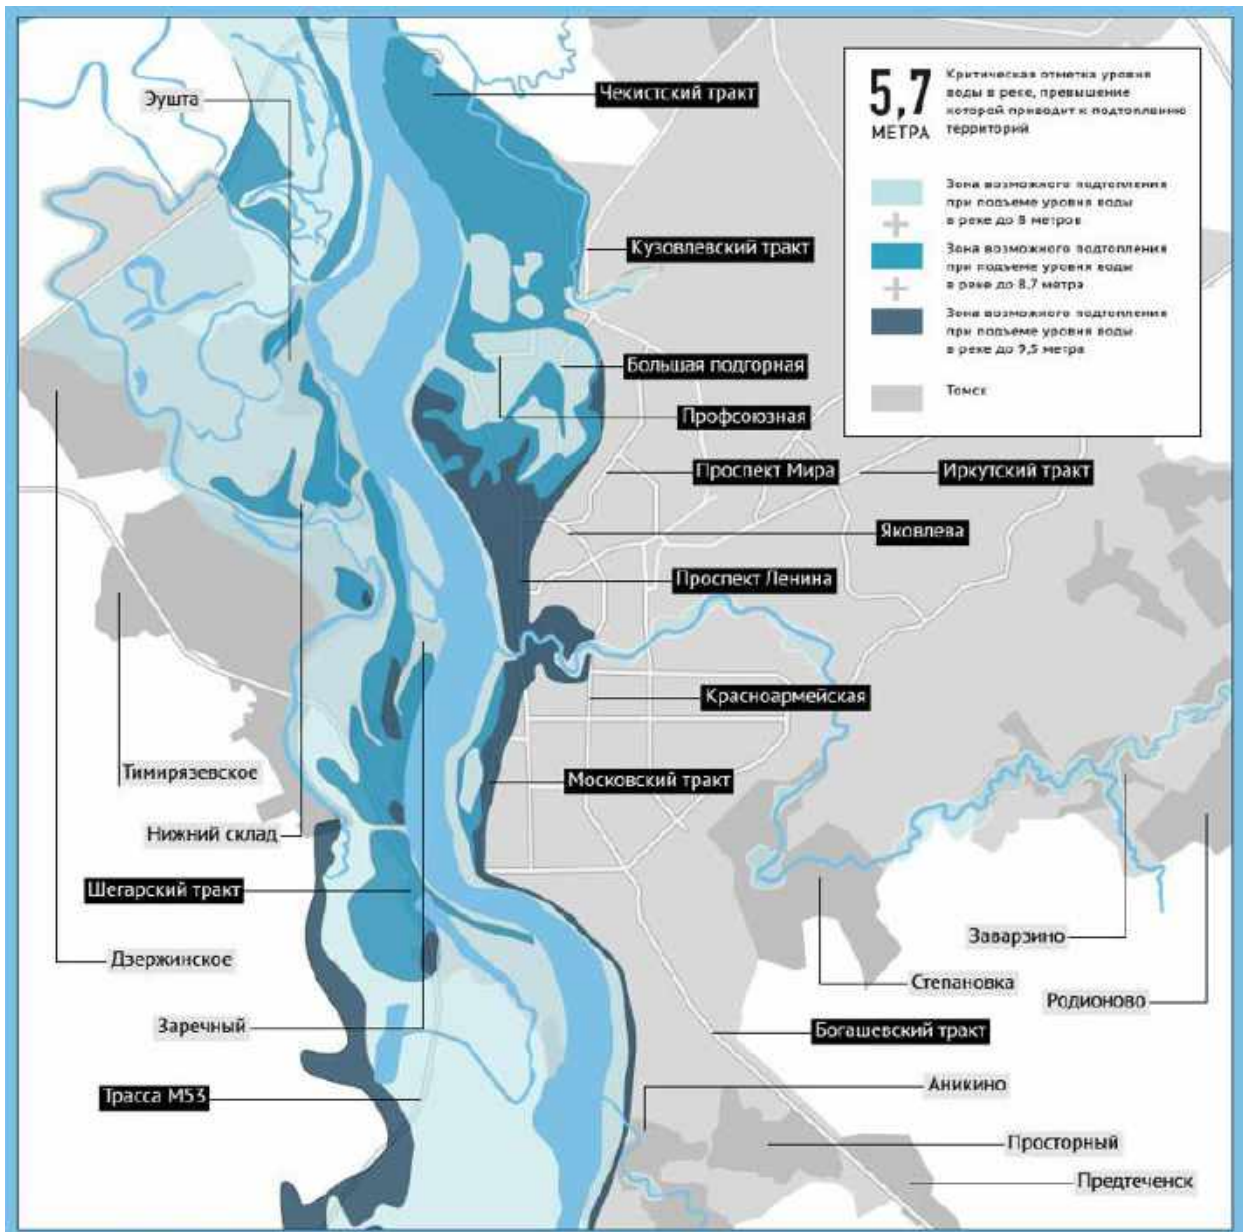 Эушта
Чекистский тракт
5,7
МЕТРА
Критическая отметка уровня
воды в реке, превышение
которой приводит к подтоплению
территорий
Зона возможного подтопления
при подъеме уровня воды
в реке до 8 метров
+
Зона возможного подтопления
при подъеме уровня воды
в реке до 8,7 метра
+
Зона возможного подтопления
при подъеме уровня воды
в реке до 9,5 метра
Томск
Кузовлевский тракт
Большая подгорная
Профсоюзная
Проспект Мира
Иркутский тракт
Яковлева
Проспект Ленина
Красноармейская
Тимирязевское
Московский тракт
Нижний склад
Шегарский тракт
Дзержинское
Заварзино
Степановка
Родионово
Заречный
Богашевский тракт
Аникино
Трасса М53
Просторный
Предтеченск